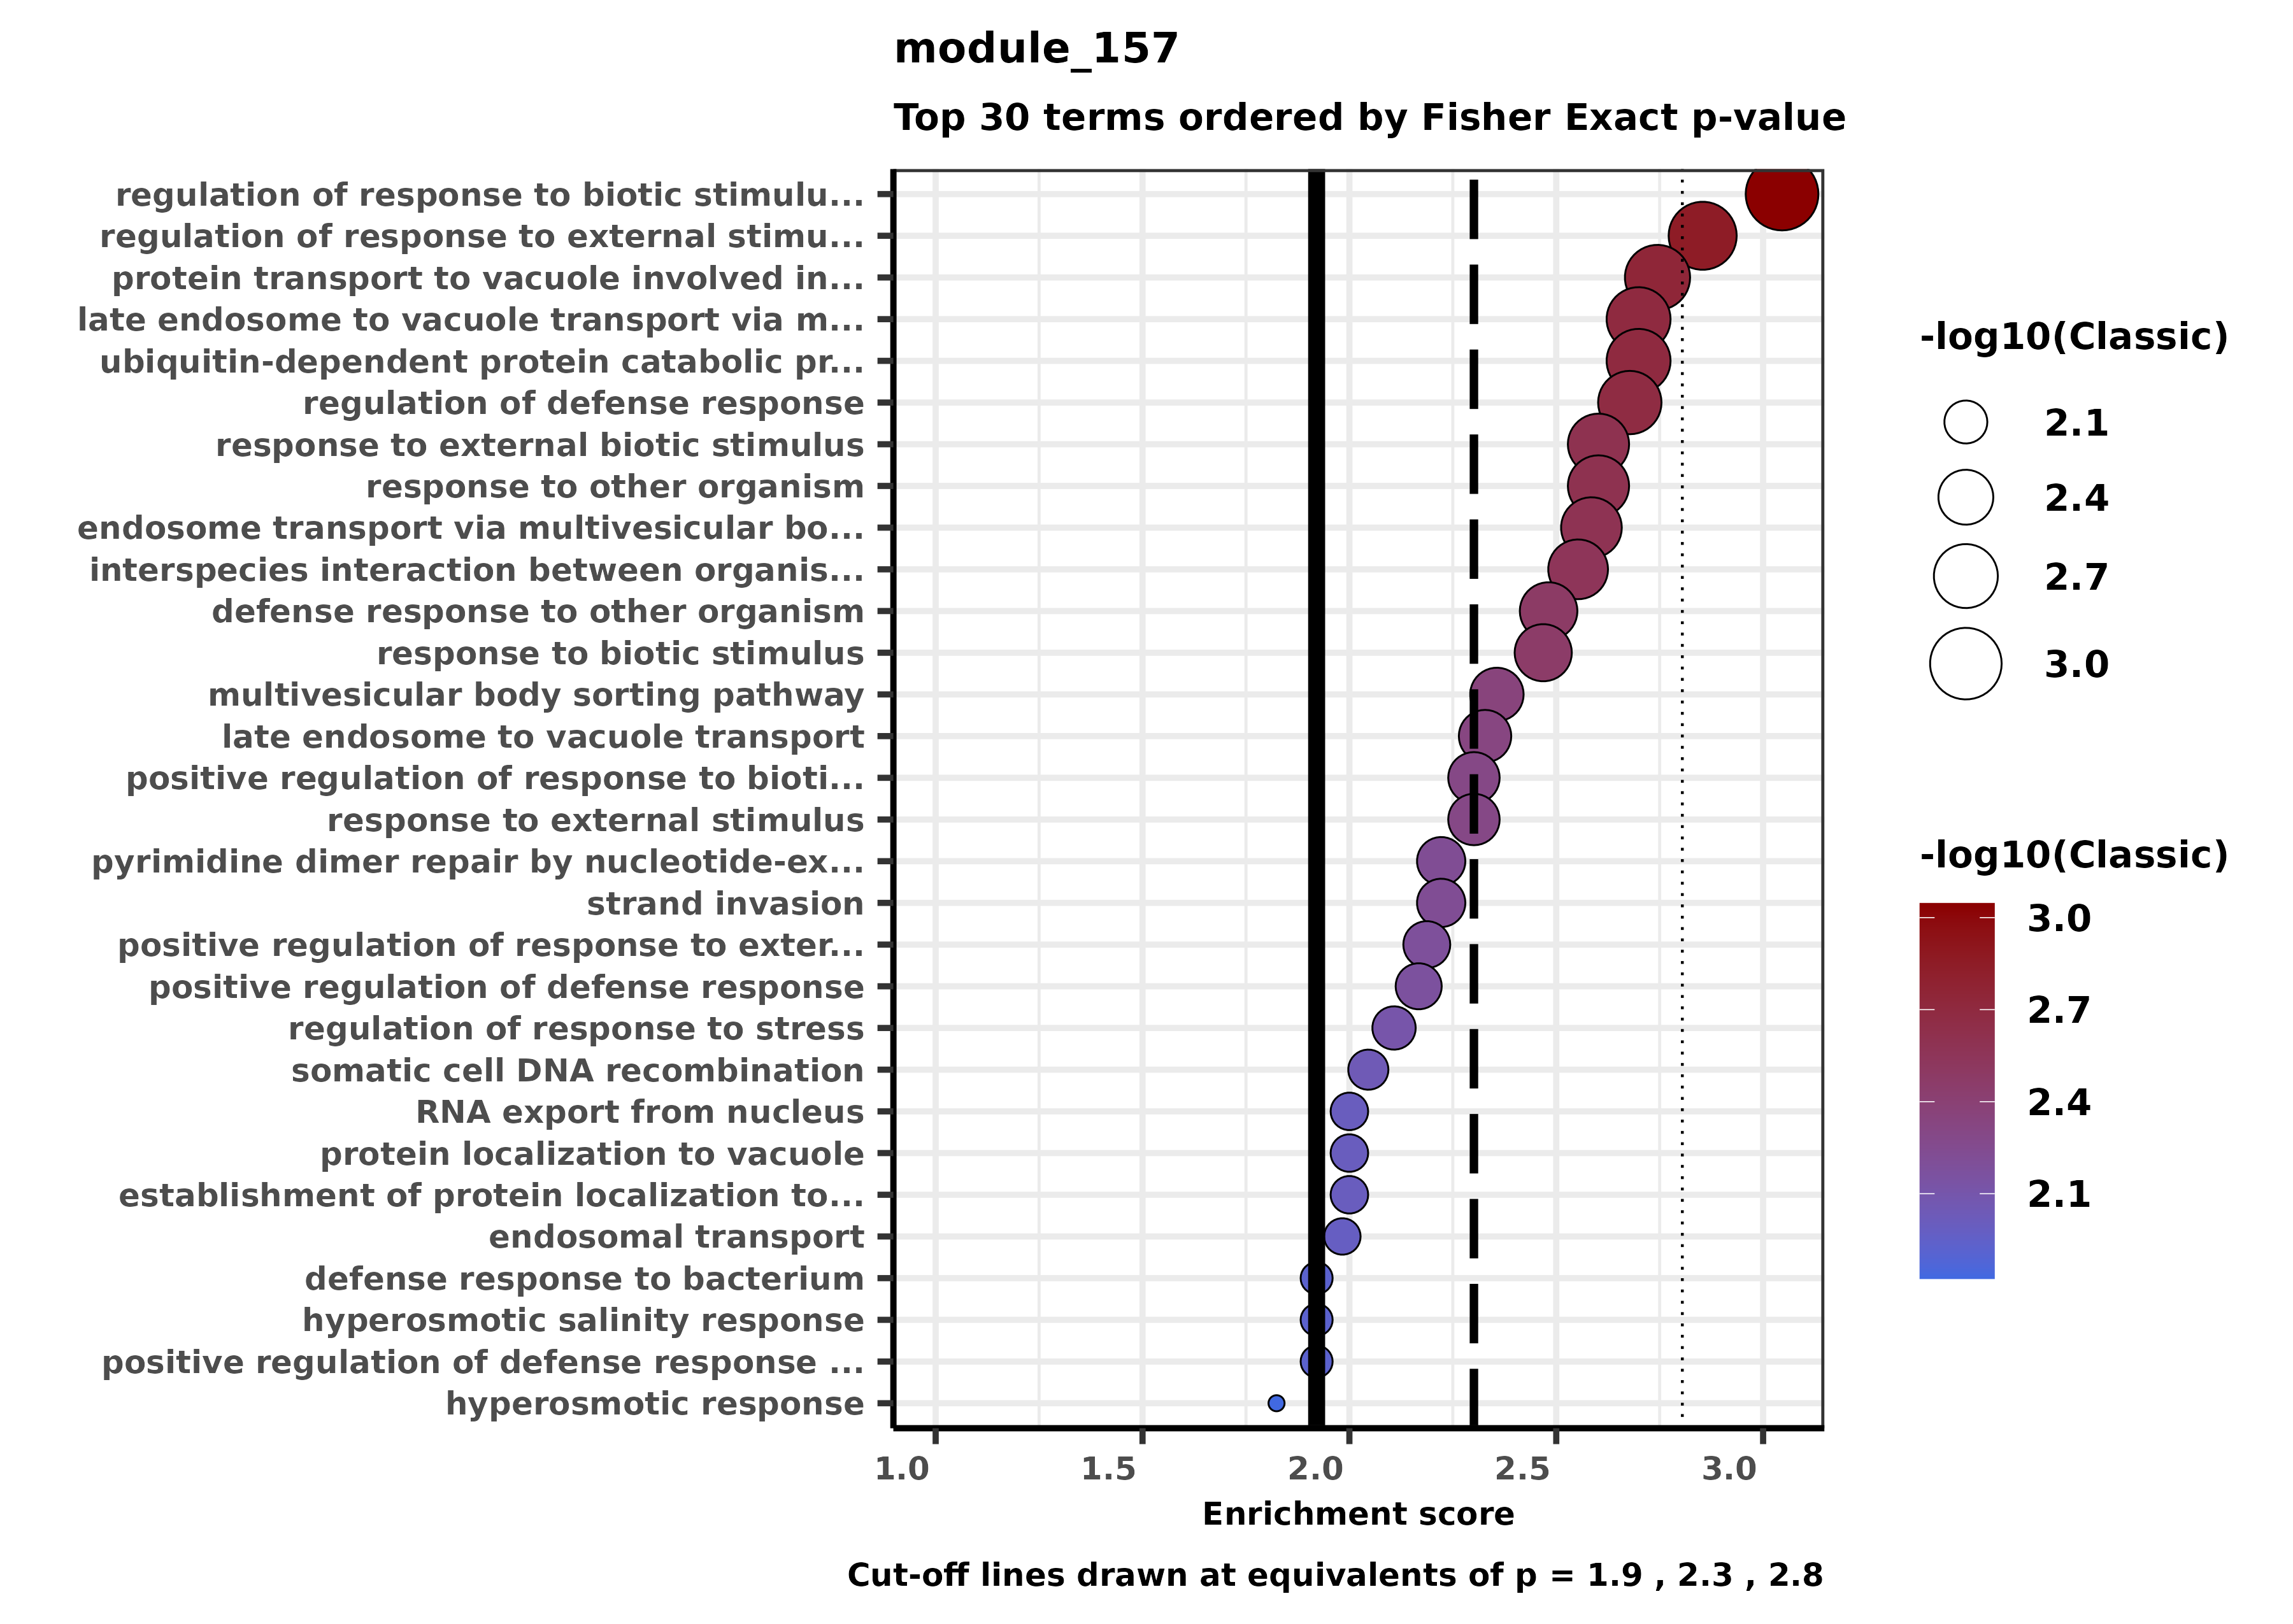 module_157
Top 30 terms ordered by Fisher Exact p-value
regulation of response to biotic stimulu...
regulation of response to external stimu...
protein transport to vacuole involved in...
late endosome to vacuole transport via m...
ubiquitin-dependent protein catabolic pr...
regulation of defense response
response to external biotic stimulus
response to other organism
endosome transport via multivesicular bo...
interspecies interaction between organis...
defense response to other organism
response to biotic stimulus
multivesicular body sorting pathway
late endosome to vacuole transport
positive regulation of response to bioti...
response to external stimulus
pyrimidine dimer repair by nucleotide-ex...
strand invasion
positive regulation of response to exter...
positive regulation of defense response
regulation of response to stress
somatic cell DNA recombination
RNA export from nucleus
protein localization to vacuole
establishment of protein localization to...
endosomal transport
defense response to bacterium
hyperosmotic salinity response
positive regulation of defense response ...
hyperosmotic response
1.0 1.5 2.0 2.5 3.0
Enrichment score
Cut-off lines drawn at equivalents of p = 1.9 , 2.3 , 2.8
-log10(Classic)
2.1
2.4
2.7
3.0
-log10(Classic)
3.0
2.7
2.4
2.1